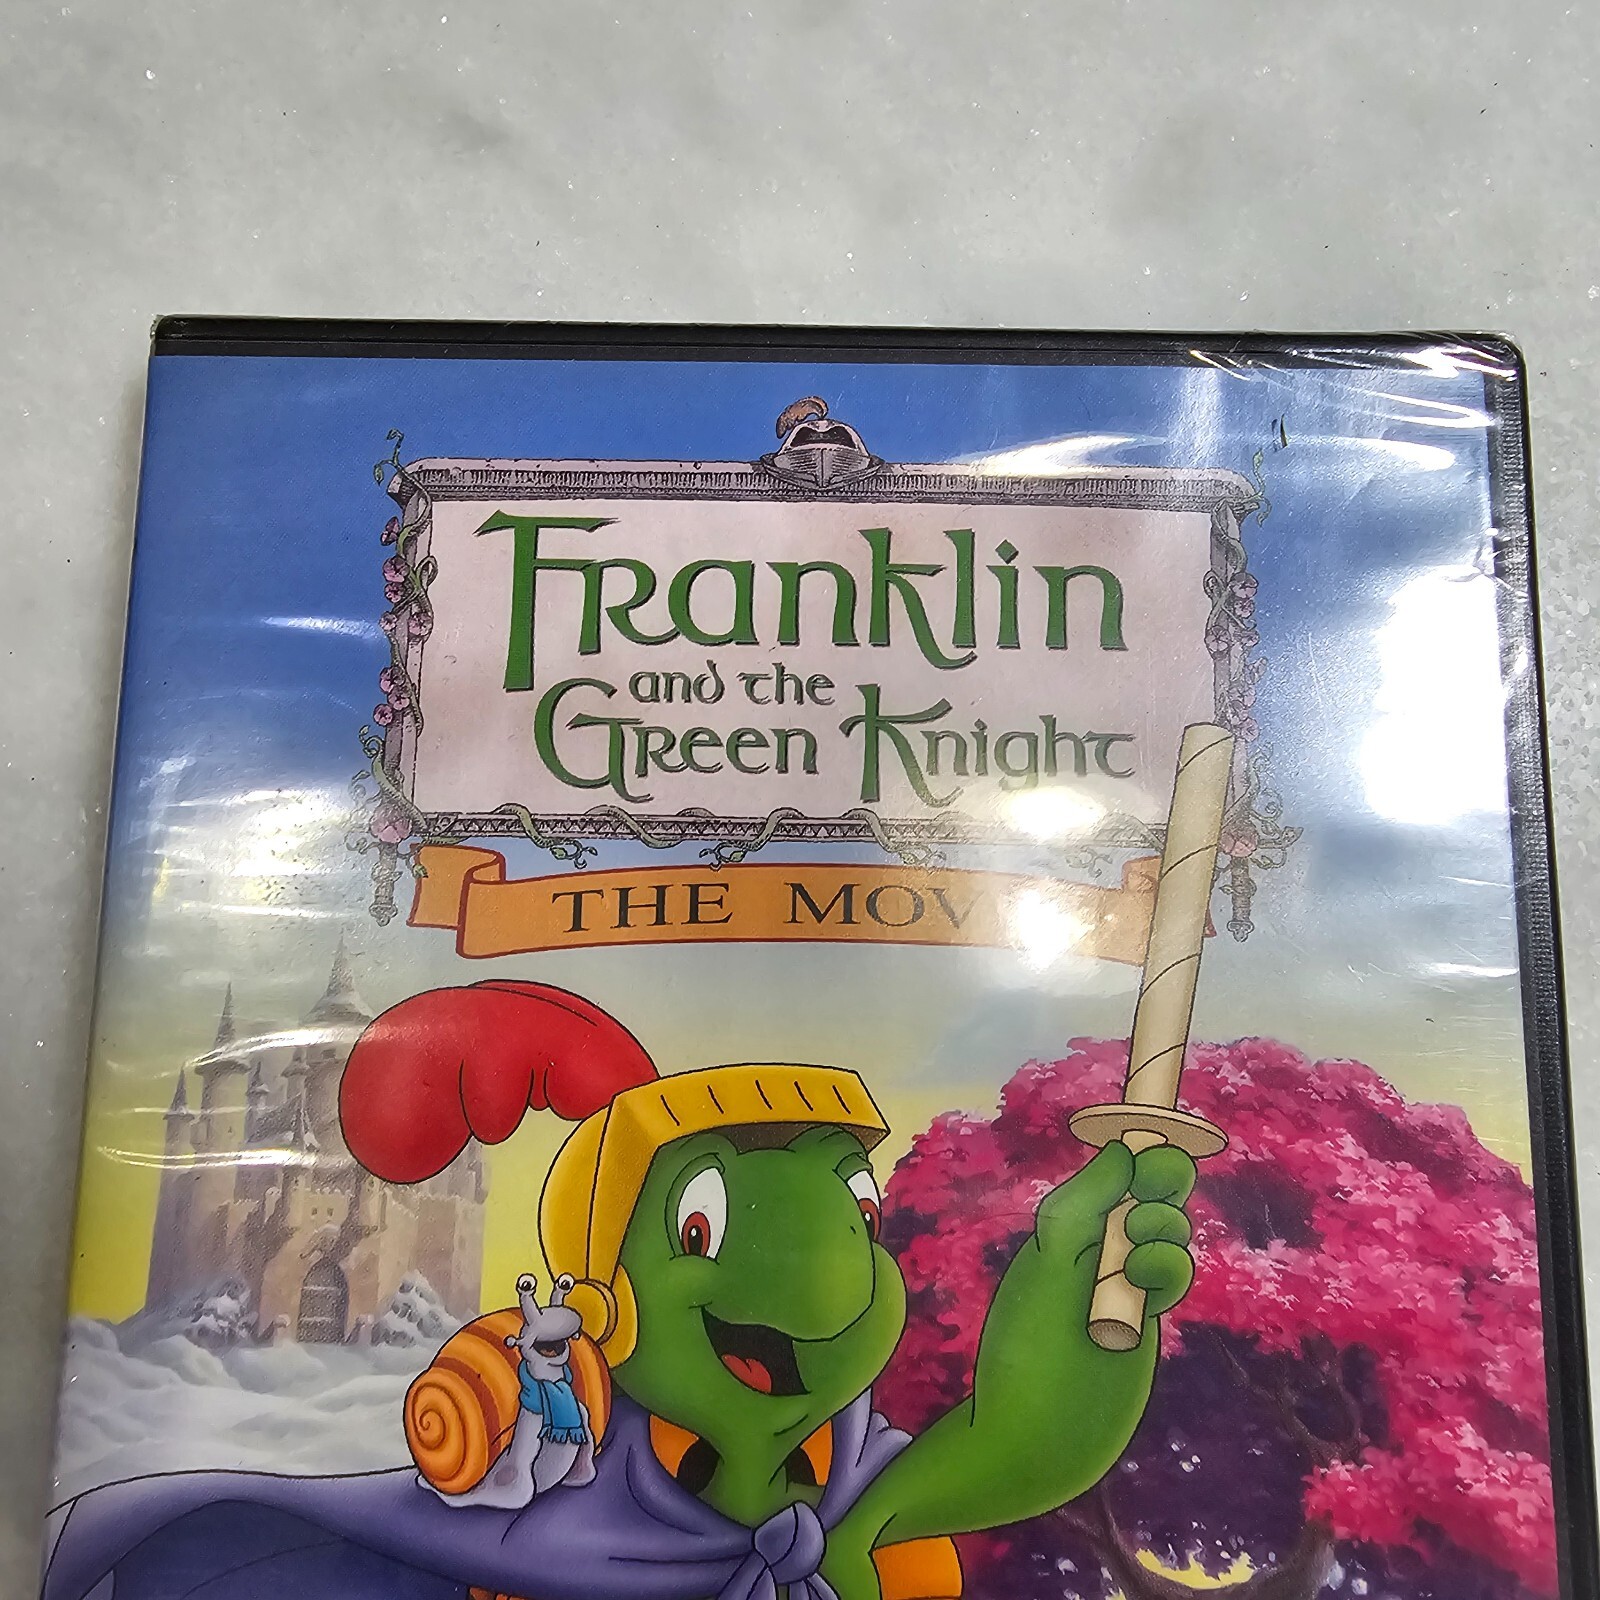 Franklin
and the
Green Knight
THE MOV